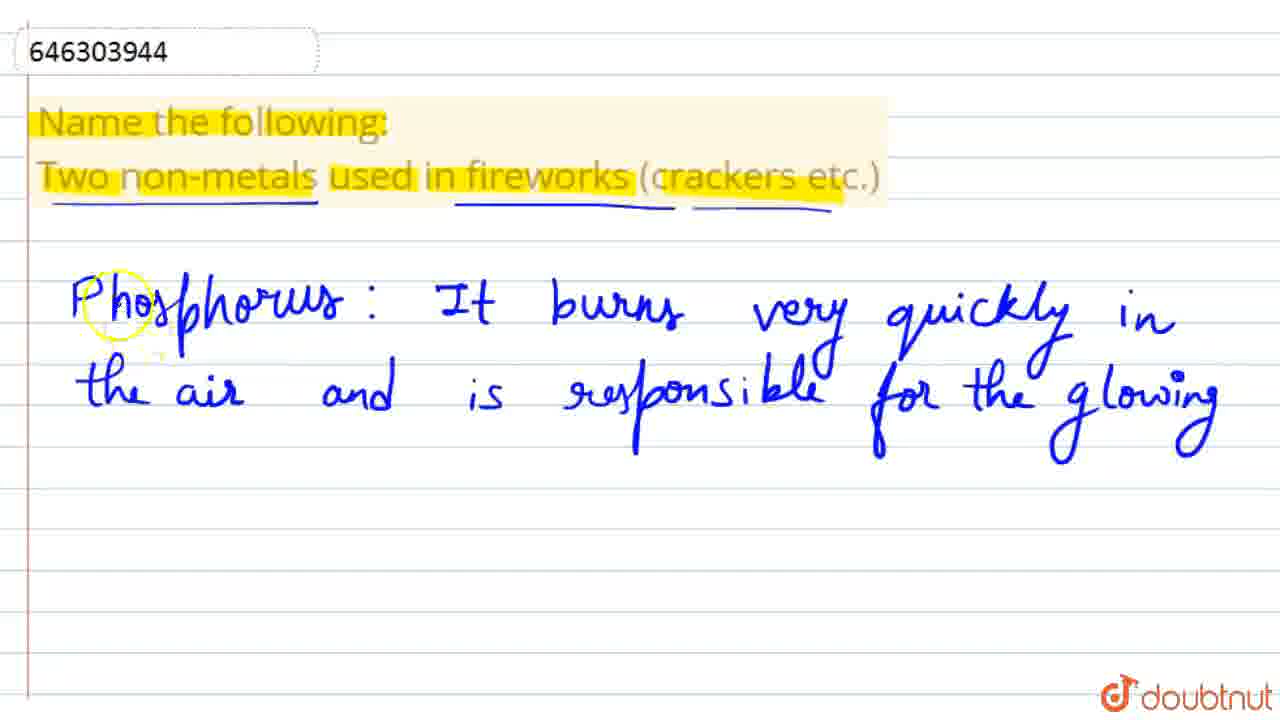 646303944
Name the following:
Two non-metals used in fireworks (crackers etc.)
Phosphorus: It burns very quickly in
the air and is responsible for the glowing
doubtnut